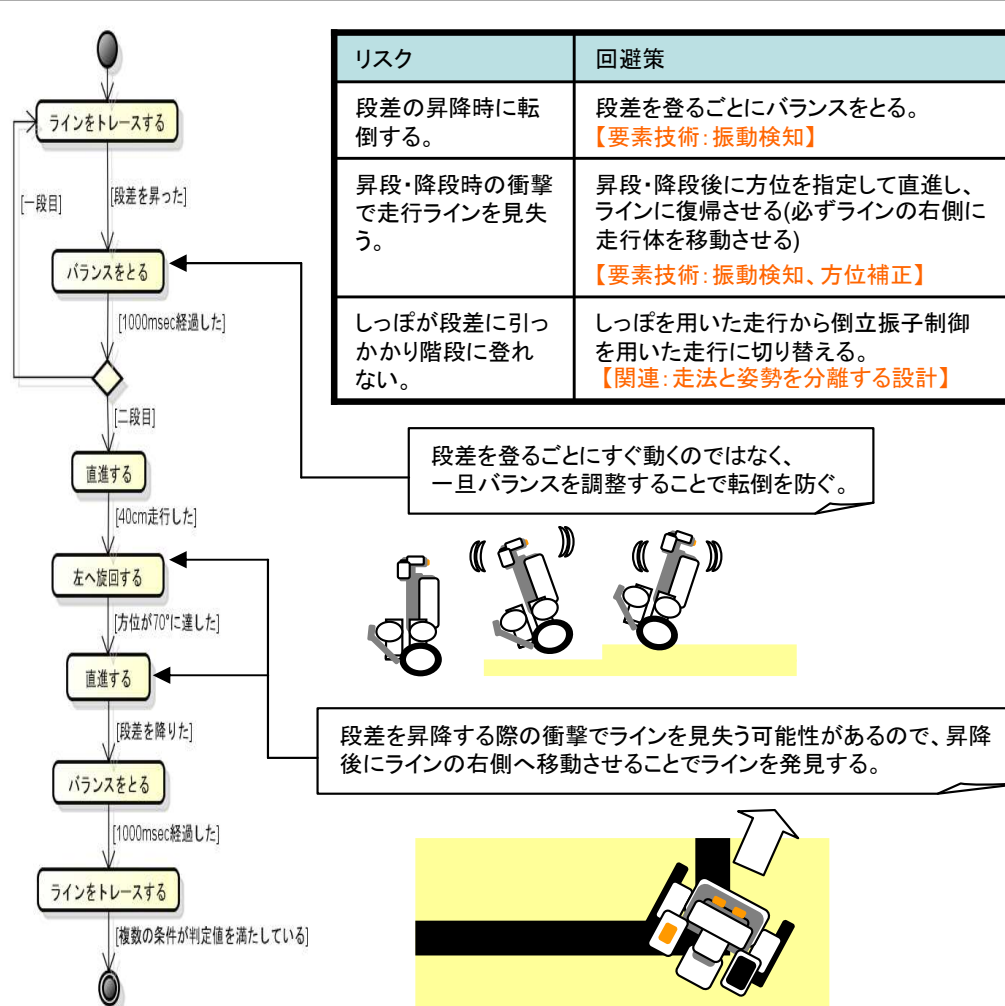 ラインをトレースする
[一段目]
[段差を昇った]
バランスをとる
[1000msec経過した]
[二段目]
直進する
[40cm走行した]
左へ旋回する
[方位が70°に達した]
直進する
[段差を降りた]
バランスをとる
[1000msec経過した]
ラインをトレースする
[複数の条件が判定値を満たしている]
リスク
回避策
段差の昇降時に転
倒する。
段差を登るごとにバランスをとる。
【要素技術:振動検知】
昇段・降段時の衝撃
で走行ラインを見失
う。
昇段・降段後に方位を指定して直進し、
ラインに復帰させる(必ずラインの右側に
走行体を移動させる)
【要素技術:振動検知、方位補正】
しっぽが段差に引っ
かかり階段に登れ
ない。
しっぽを用いた走行から倒立振子制御
を用いた走行に切り替える。
【関連:走法と姿勢を分離する設計】
段差を登るごとにすぐ動くのではなく、
一旦バランスを調整することで転倒を防ぐ。
段差を昇降する際の衝撃でラインを見失う可能性があるので、昇降
後にラインの右側へ移動させることでラインを発見する。